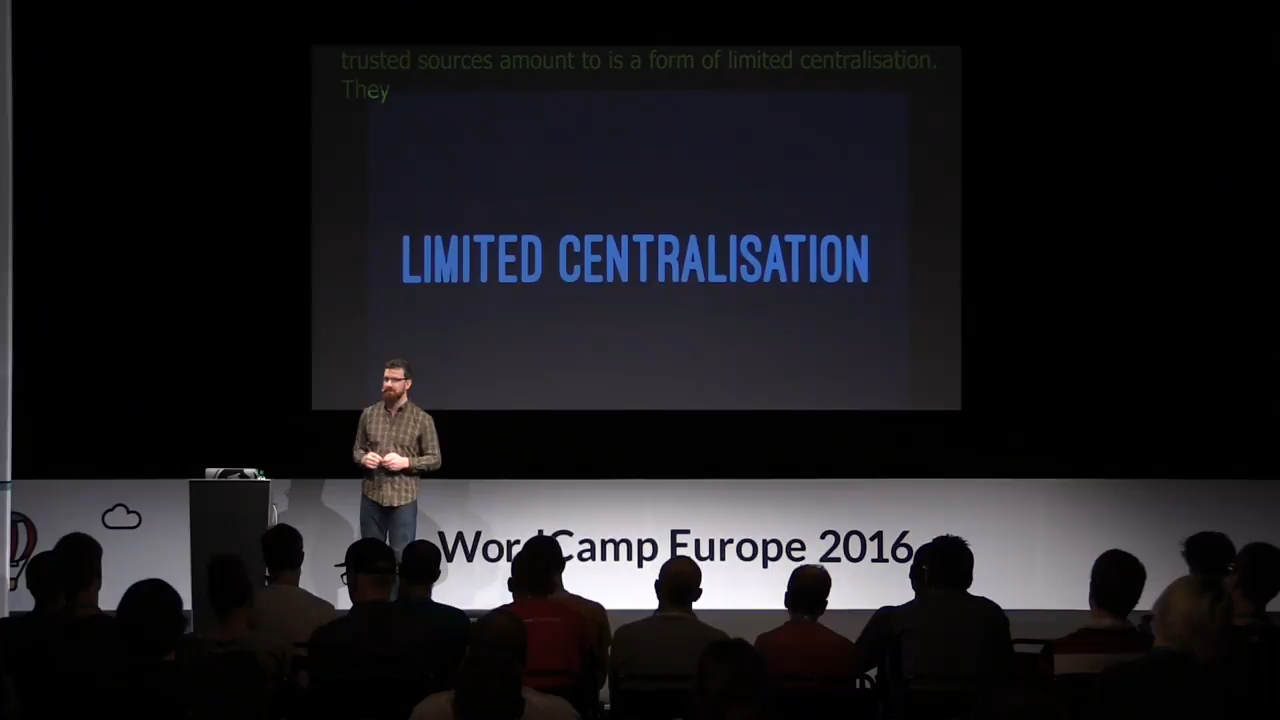 trusted sources amount to is a form of limited centralisation.
They
LIMITED CENTRALISATION
WordCamp Europe 2016